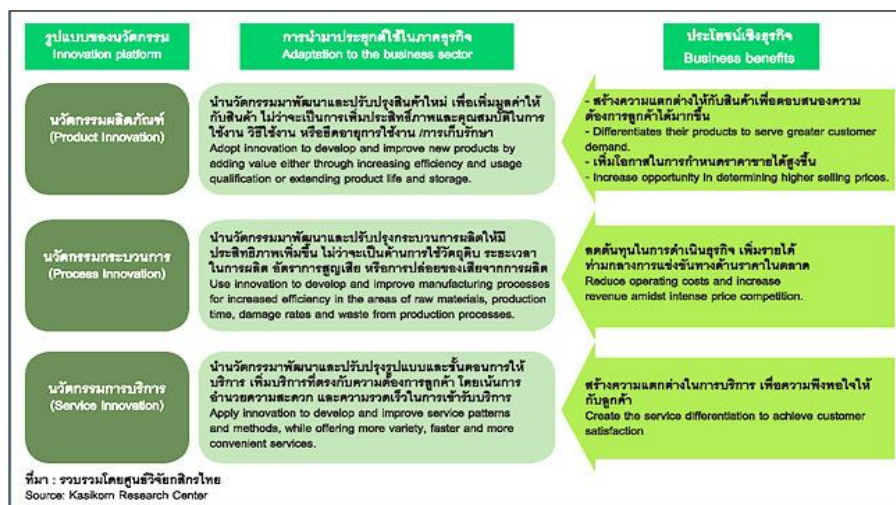 รูปแบบของนวัตกรรม
Innovation platform
การนำมาประยุกต์ใช้ในภาคธุรกิจ
Adaptation to the business sector
ประโยชน์เชิงธุรกิจ
Business benefits
นวัตกรรมผลิตภัณฑ์
(Product Innovation)
นำนวัตกรรมมาพัฒนาและปรับปรุงสินค้าใหม่ เพื่อเพิ่มมูลค่าให้
กับสินค้า ไม่ว่าจะเป็นการเพิ่มประสิทธิ์ภาพและคุณสมบัติในการ
ใช้งาน วิธีใช้งาน หรือยืดอายุการใช้งาน /การเก็บรักษา
Adopt innovation to develop and improve new products by
adding value either through increasing efficiency and usage
qualification or extending product life and storage.
- สร้างความแตกต่างให้กับสินค้าเพื่อตอบสนองความ
ต้องการลูกค้าได้มากขึ้น
- Differentiates their products to serve greater customer
demand.
- เพิ่มโอกาสในการกำหนดราคาขายได้สูงขึ้น
- Increase opportunity in determining higher selling prices.
นวัตกรรมกระบวนการ
(Process Innovation)
นำนวัตกรรมมาพัฒนาและปรับปรุงกระบวนการผลิตให้มี
ประสิทธิภาพเพิ่มขึ้น ไม่ว่าจะเป็นด้านการใช้วัตถุดิบ ระยะเวลา
ในการผลิต อัตราการสูญเสีย หรือการปล่อยของเสียจากการผลิต
Use innovation to develop and improve manufacturing processes
for increased efficiency in the areas of raw materials, production
time, damage rates and waste from production processes.
ลดต้นทุนในการดำเนินธุรกิจ เพิ่มรายได้
ท่ามกลางการแข่งขันทางด้านราคาในตลาด
Reduce operating costs and increase
revenue amidst intense price competition.
นวัตกรรมการบริการ
(Service Innovation)
นำนวัตกรรมมาพัฒนาและปรับปรุงรูปแบบและขั้นตอนการให้
บริการ เพิ่มบริการที่ตรงกับความต้องการลูกค้า โดยเน้นการ
อำนวยความสะดวก และความรวดเร็วในการเข้ารับบริการ
Apply innovation to develop and improve service patterns
and methods, while offering more variety, faster and more
convenient services.
สร้างความแตกต่างในการบริการ เพื่อความพึงพอใจให้
กับลูกค้า
Create the service differentiation to achieve customer
satisfaction
ที่มา : รวบรวมโดยศูนย์วิจัยกสิกรไทย
Source: Kasikorn Research Center